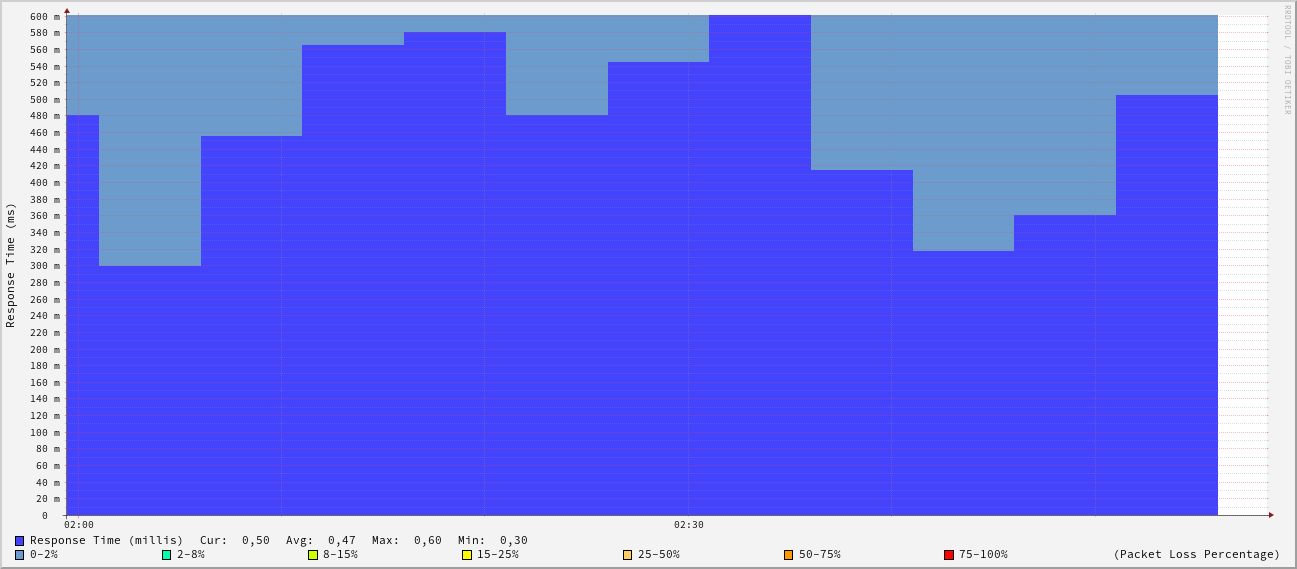 RRDTOOL / TOBI OETIKER
Response Time (ms)
600 m
580 m
560 m
540 m
520 m
500 m
480 m
460 m
440 m
420 m
400 m
380 m
360 m
340 m
320 m
300 m
280 m
260 m
240 m
220 m
200 m
180 m
160 m
140 m
120 m
100 m
80 m
60 m
40 m
20 m
0
02:00 02:30
Response Time (millis) Cur: 0,50 Avg: 0,47 Max: 0,60 Min: 0,30
0-2% 2-8% 8-15% 15-25% 25-50% 50-75% 75-100% (Packet Loss Percentage)